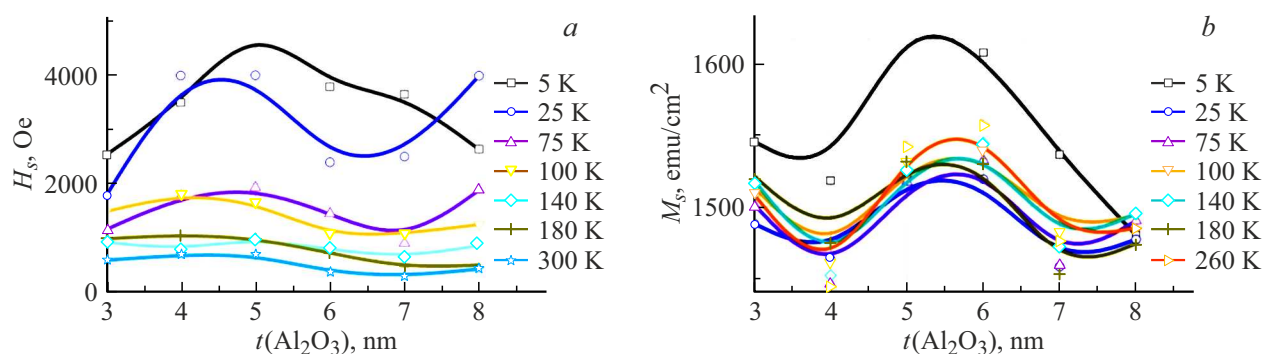 a
H_s, Oe
4000
2000
0
3 4 5 6 7 8
t(Al₂O₃), nm
5 K
25 K
75 K
100 K
140 K
180 K
300 K
b
M_s, emu/cm²
1600
1500
3 4 5 6 7 8
t(Al₂O₃), nm
5 K
25 K
75 K
100 K
140 K
180 K
260 K